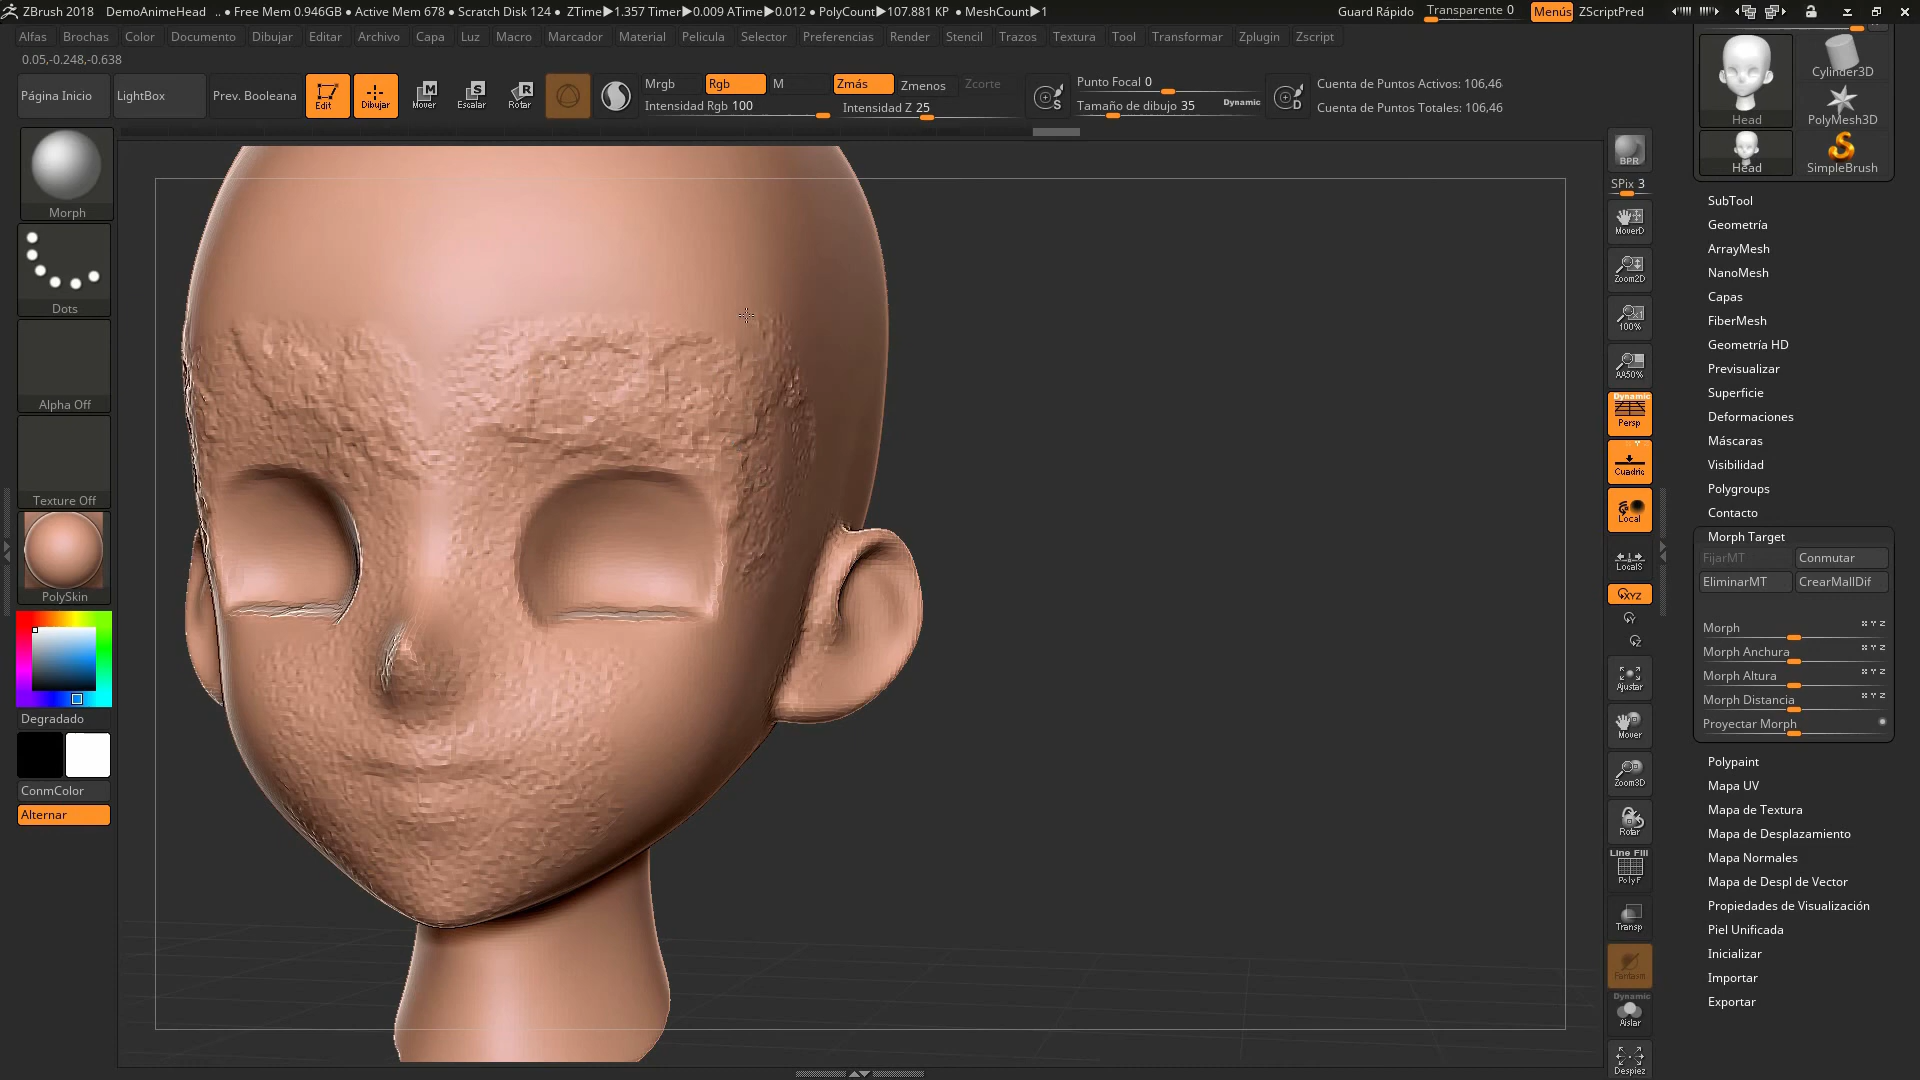 ZBrush 2018 DemoAnimeHead .. • Free Mem 0.946GB • Active Mem 678 • Scratch Disk 124 • ZTime▶1.357 Timer▶0.009 ATime▶0.012 • PolyCount▶107.881 KP • MeshCount▶1 Guard Rápido Transparente 0 Menús ZScriptPred
Alfas Brochas Color Documento Dibujar Editar Archivo Capa Luz Macro Marcador Material Pelicula Selector Preferencias Render Stencil Trazos Textura Tool Transformar Zplugin Zscript
0.05,-0.248,-0.638
Página Inicio LightBox Prev. Booleana Edit Dibujar Mover Escalar Rotar
Mrgb Rgb M Zmás Zmenos Zcorte
Intensidad Rgb 100 Intensidad Z 25
Punto Focal 0
Tamaño de dibujo 35 Dynamic
Cuenta de Puntos Activos: 106,46
Cuenta de Puntos Totales: 106,46
Morph
Dots
Alpha Off
Texture Off
PolySkin
Degradado
ConmColor
Alternar
BPR
SPix 3
MoverD
Zoom2D
100%
AA50%
Dynamic
Persp
Cuadric
Local
LocalS
XYZ
Y
Z
Ajustar
Mover
Zoom3D
Rotar
Line Fill
PolyF
Transp
Fantasm
Dynamic
Aislar
Despiez
Head Cylinder3D
PolyMesh3D
Head SimpleBrush
SubTool
Geometría
ArrayMesh
NanoMesh
Capas
FiberMesh
Geometría HD
Previsualizar
Superficie
Deformaciones
Máscaras
Visibilidad
Polygroups
Contacto
Morph Target
FijarMT Conmutar
EliminarMT CrearMallDif
Morph X Y Z
Morph Anchura X Y Z
Morph Altura X Y Z
Morph Distancia X Y Z
Proyectar Morph
Polypaint
Mapa UV
Mapa de Textura
Mapa de Desplazamiento
Mapa Normales
Mapa de Despl de Vector
Propiedades de Visualización
Piel Unificada
Inicializar
Importar
Exportar